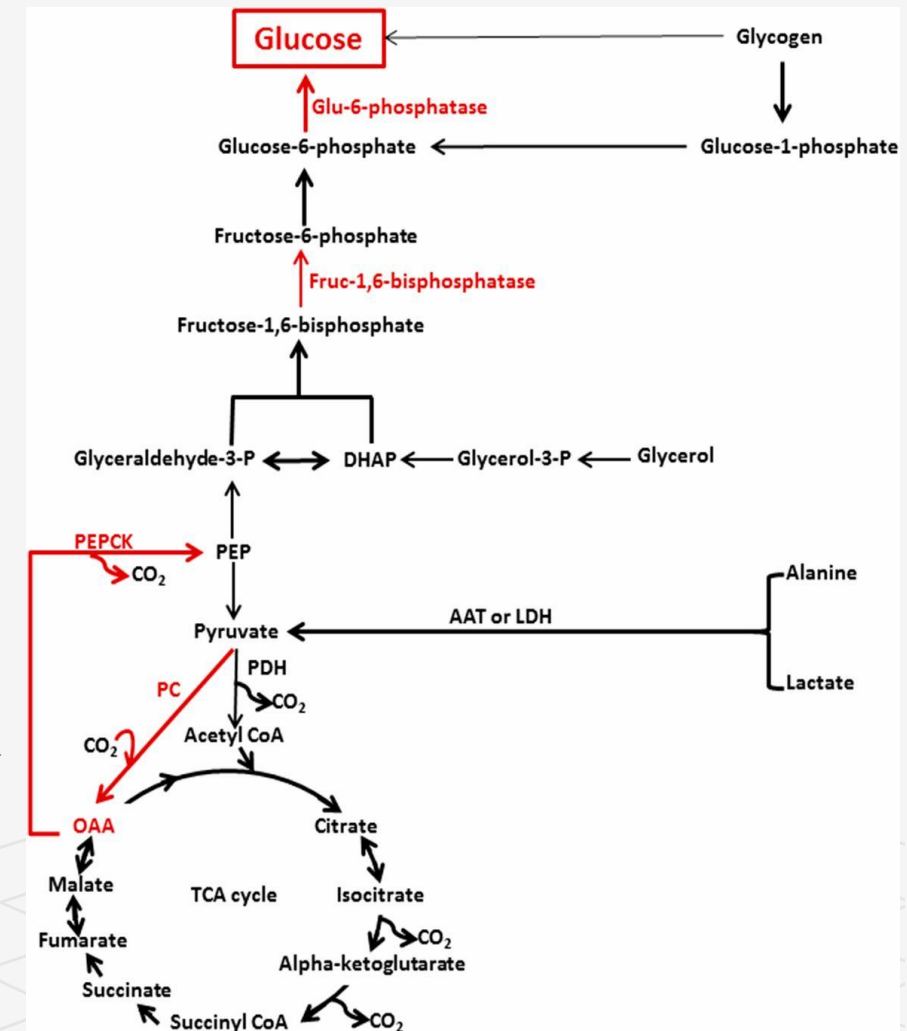 Glucose
Glycogen
Glu-6-phosphatase
Glucose-6-phosphate
Glucose-1-phosphate
Fructose-6-phosphate
Fruc-1,6-bisphosphatase
Fructose-1,6-bisphosphate
Glyceraldehyde-3-P
DHAP
Glycerol-3-P
Glycerol
PEPCK
PEP
CO₂
Alanine
AAT or LDH
Pyruvate
PDH
PC
Lactate
CO₂
Acetyl CoA
CO₂
OAA
Citrate
Malate
TCA cycle
Isocitrate
Fumarate
CO₂
Alpha-ketoglutarate
Succinate
Succinyl CoA
CO₂